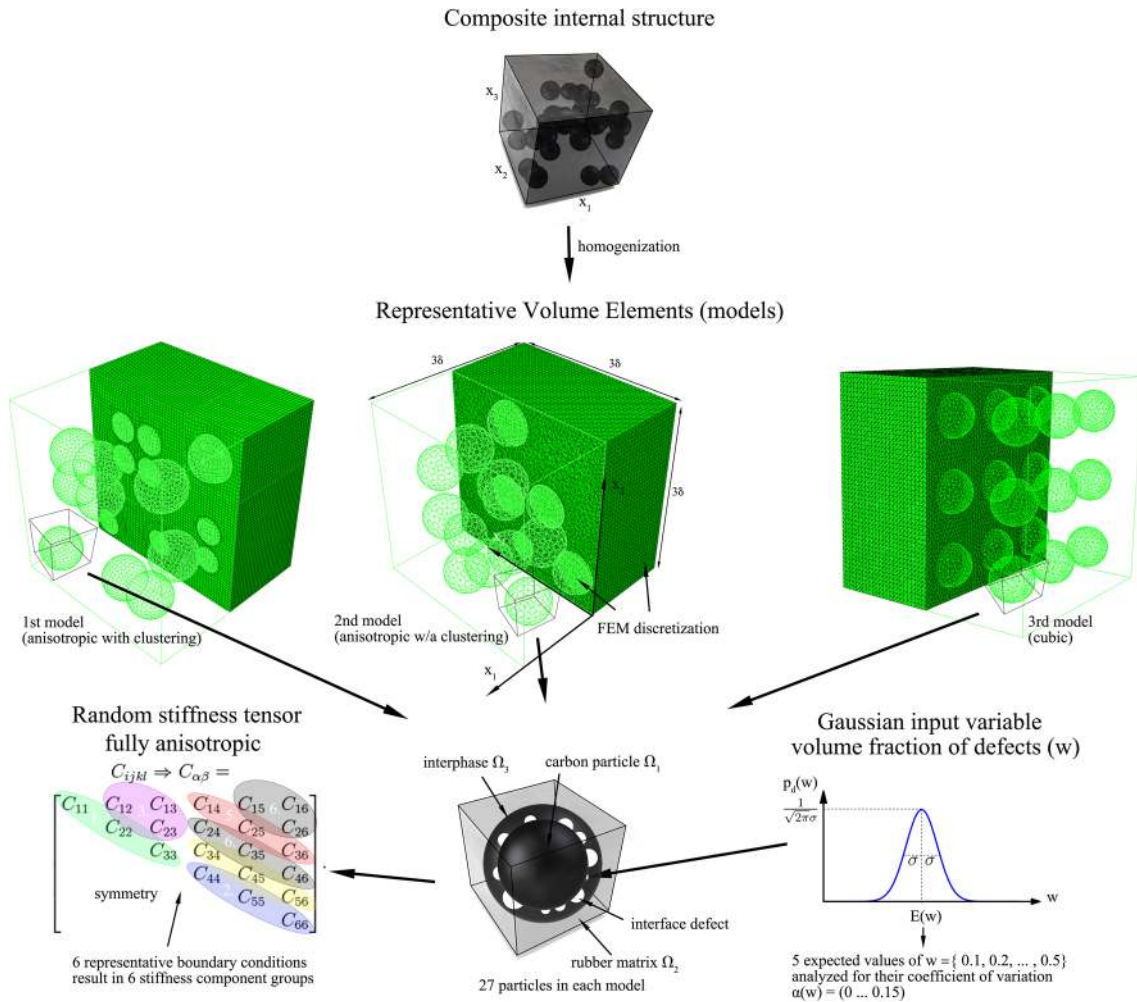 Composite internal structure
x3
x2
x1
homogenization
Representative Volume Elements (models)
3δ
3δ
3δ
1st model
(anisotropic with clustering)
2nd model
(anisotropic w/a clustering)
FEM discretization
x1
3rd model
(cubic)
Random stiffness tensor
fully anisotropic
C_{ijkl} ⇒ C_{αβ} =
C11 C12 C13 C14 C15 C16
C22 C23 C24 C25 C26
C33 C34 C35 C36
C44 C45 C46
C55 C56
C66
symmetry
6 representative boundary conditions
result in 6 stiffness component groups
interphase Ω3
carbon particle Ω1
interface defect
rubber matrix Ω2
27 particles in each model
Gaussian input variable
volume fraction of defects (w)
p_d(w)
1
√2πσ
σ σ
w
E(w)
5 expected values of w ={ 0.1, 0.2, ... , 0.5}
analyzed for their coefficient of variation
α(w) = (0 ... 0.15)